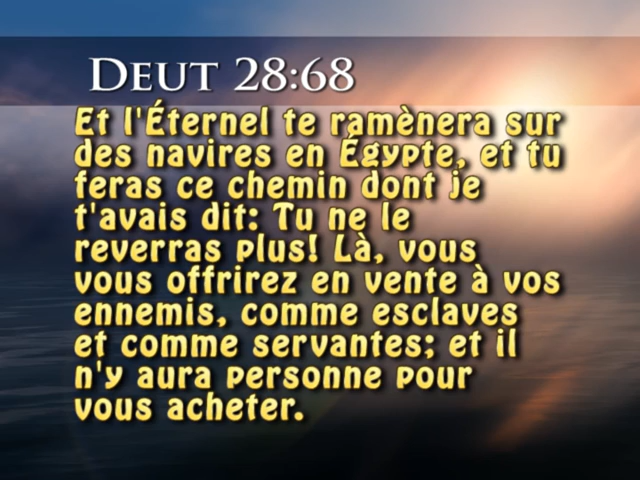 DEUT 28:68
Et l'Éternel te ramènera sur
des navires en Égypte, et tu
feras ce chemin dont je
t'avais dit: Tu ne le
reverras plus! Là, vous
vous offrirez en vente à vos
ennemis, comme esclaves
et comme servantes; et il
n'y aura personne pour
vous acheter.